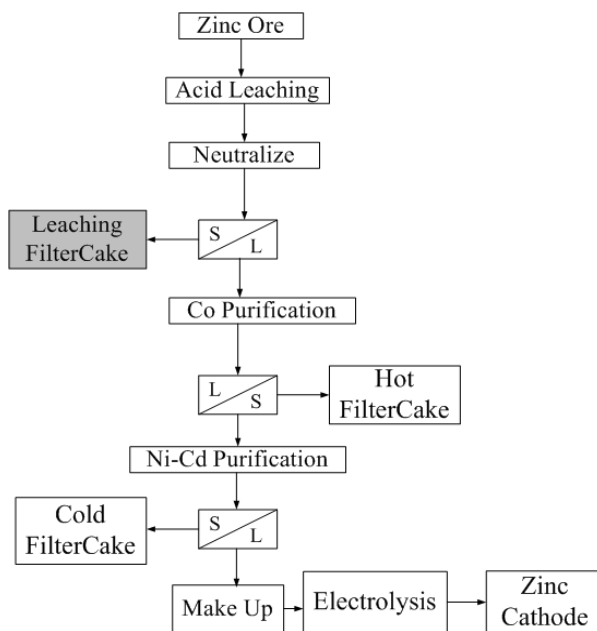 Zinc Ore
Acid Leaching
Neutralize
Leaching
FilterCake
S
L
Co Purification
L
S
Hot
FilterCake
Ni-Cd Purification
Cold
FilterCake
S
L
Make Up
Electrolysis
Zinc
Cathode